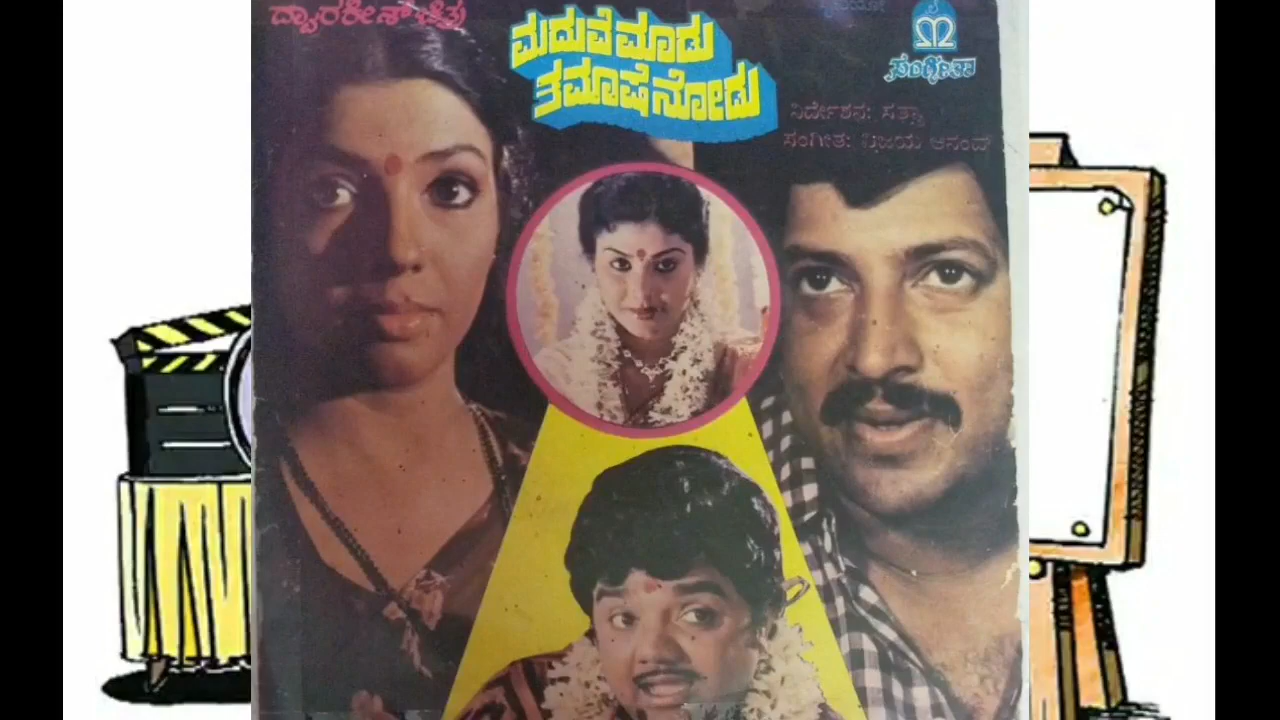 ದ್ವಾರಕೀಶ್ ಚಿತ್ರ
ಮದುವೆ ಮಾಡು
ತಮಾಷೆ ನೋಡು
ಸಂಗೀತಾ
ನಿರ್ದೇಶನ: ಸತ್ಯಾ
ಸಂಗೀತ: ವಿಜಯ ಆನಂದ್